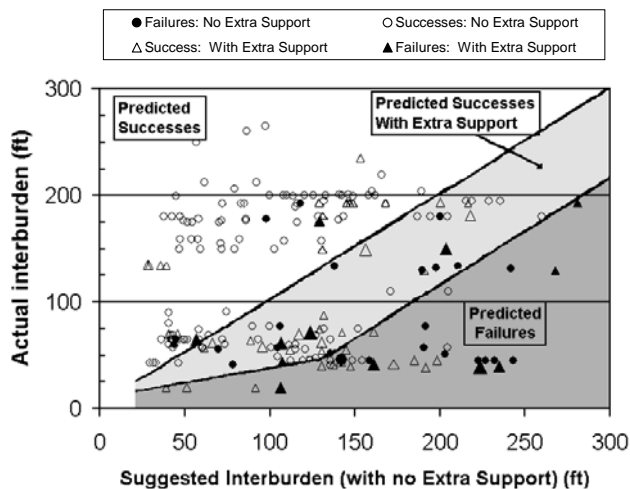 ● Failures: No Extra Support ○ Successes: No Extra Support
△ Success: With Extra Support ▲ Failures: With Extra Support
300
Predicted
Successes
Predicted Successes
With Extra Support
200
Actual interburden (ft)
100
Predicted
Failures
0
0 50 100 150 200 250 300
Suggested Interburden (with no Extra Support) (ft)